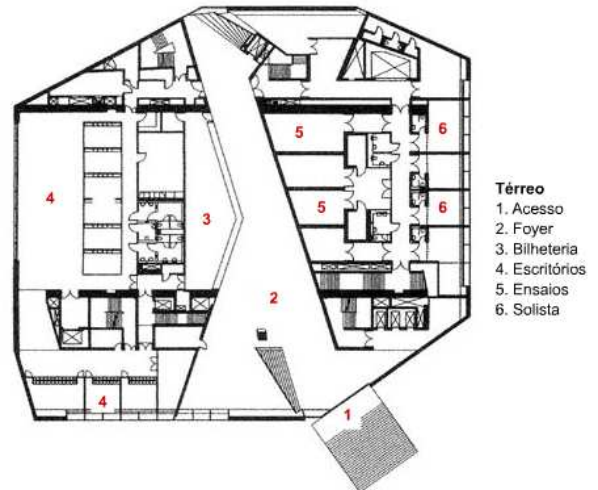 5
6
4
5
6
3
2
4
1
Térreo
1. Acesso
2. Foyer
3. Bilheteria
4. Escritórios
5. Ensaios
6. Solista